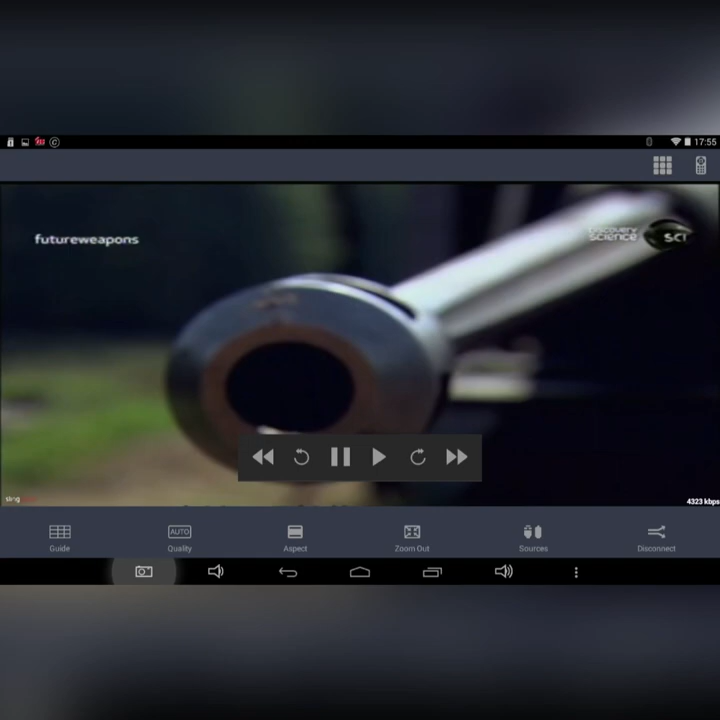 17:55
futureweapons
DISCOVERY
SCIENCE
SCI
sling
4323 kbps
Guide
AUTO
Quality
Aspect
Zoom Out
Sources
Disconnect